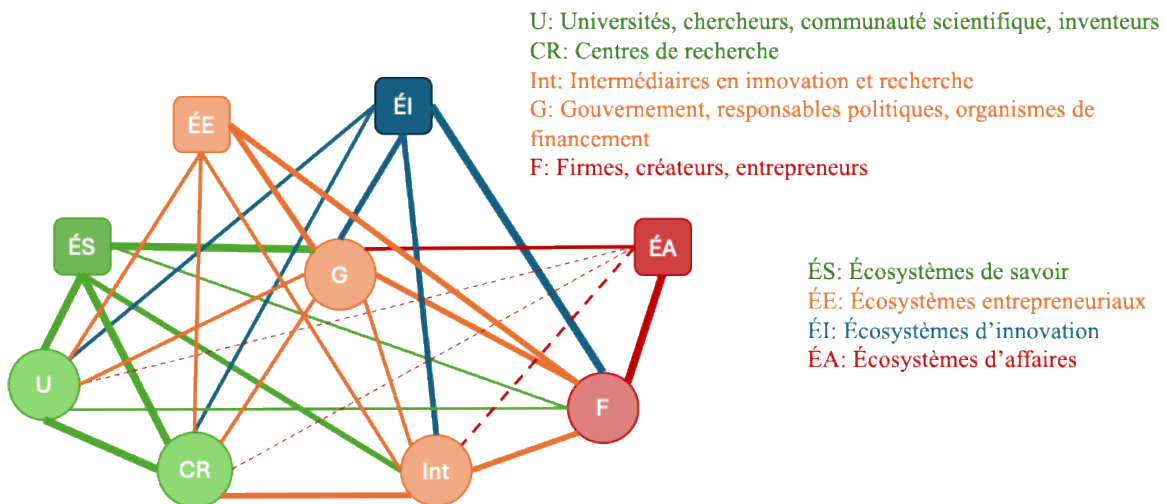 U: Universités, chercheurs, communauté scientifique, inventeurs
CR: Centres de recherche
Int: Intermédiaires en innovation et recherche
G: Gouvernement, responsables politiques, organismes de
financement
F: Firmes, créateurs, entrepreneurs
ÉI
ÉE
ÉS
ÉA
G
ÉS: Écosystèmes de savoir
ÉE: Écosystèmes entrepreneuriaux
ÉI: Écosystèmes d’innovation
ÉA: Écosystèmes d’affaires
U
F
CR
Int